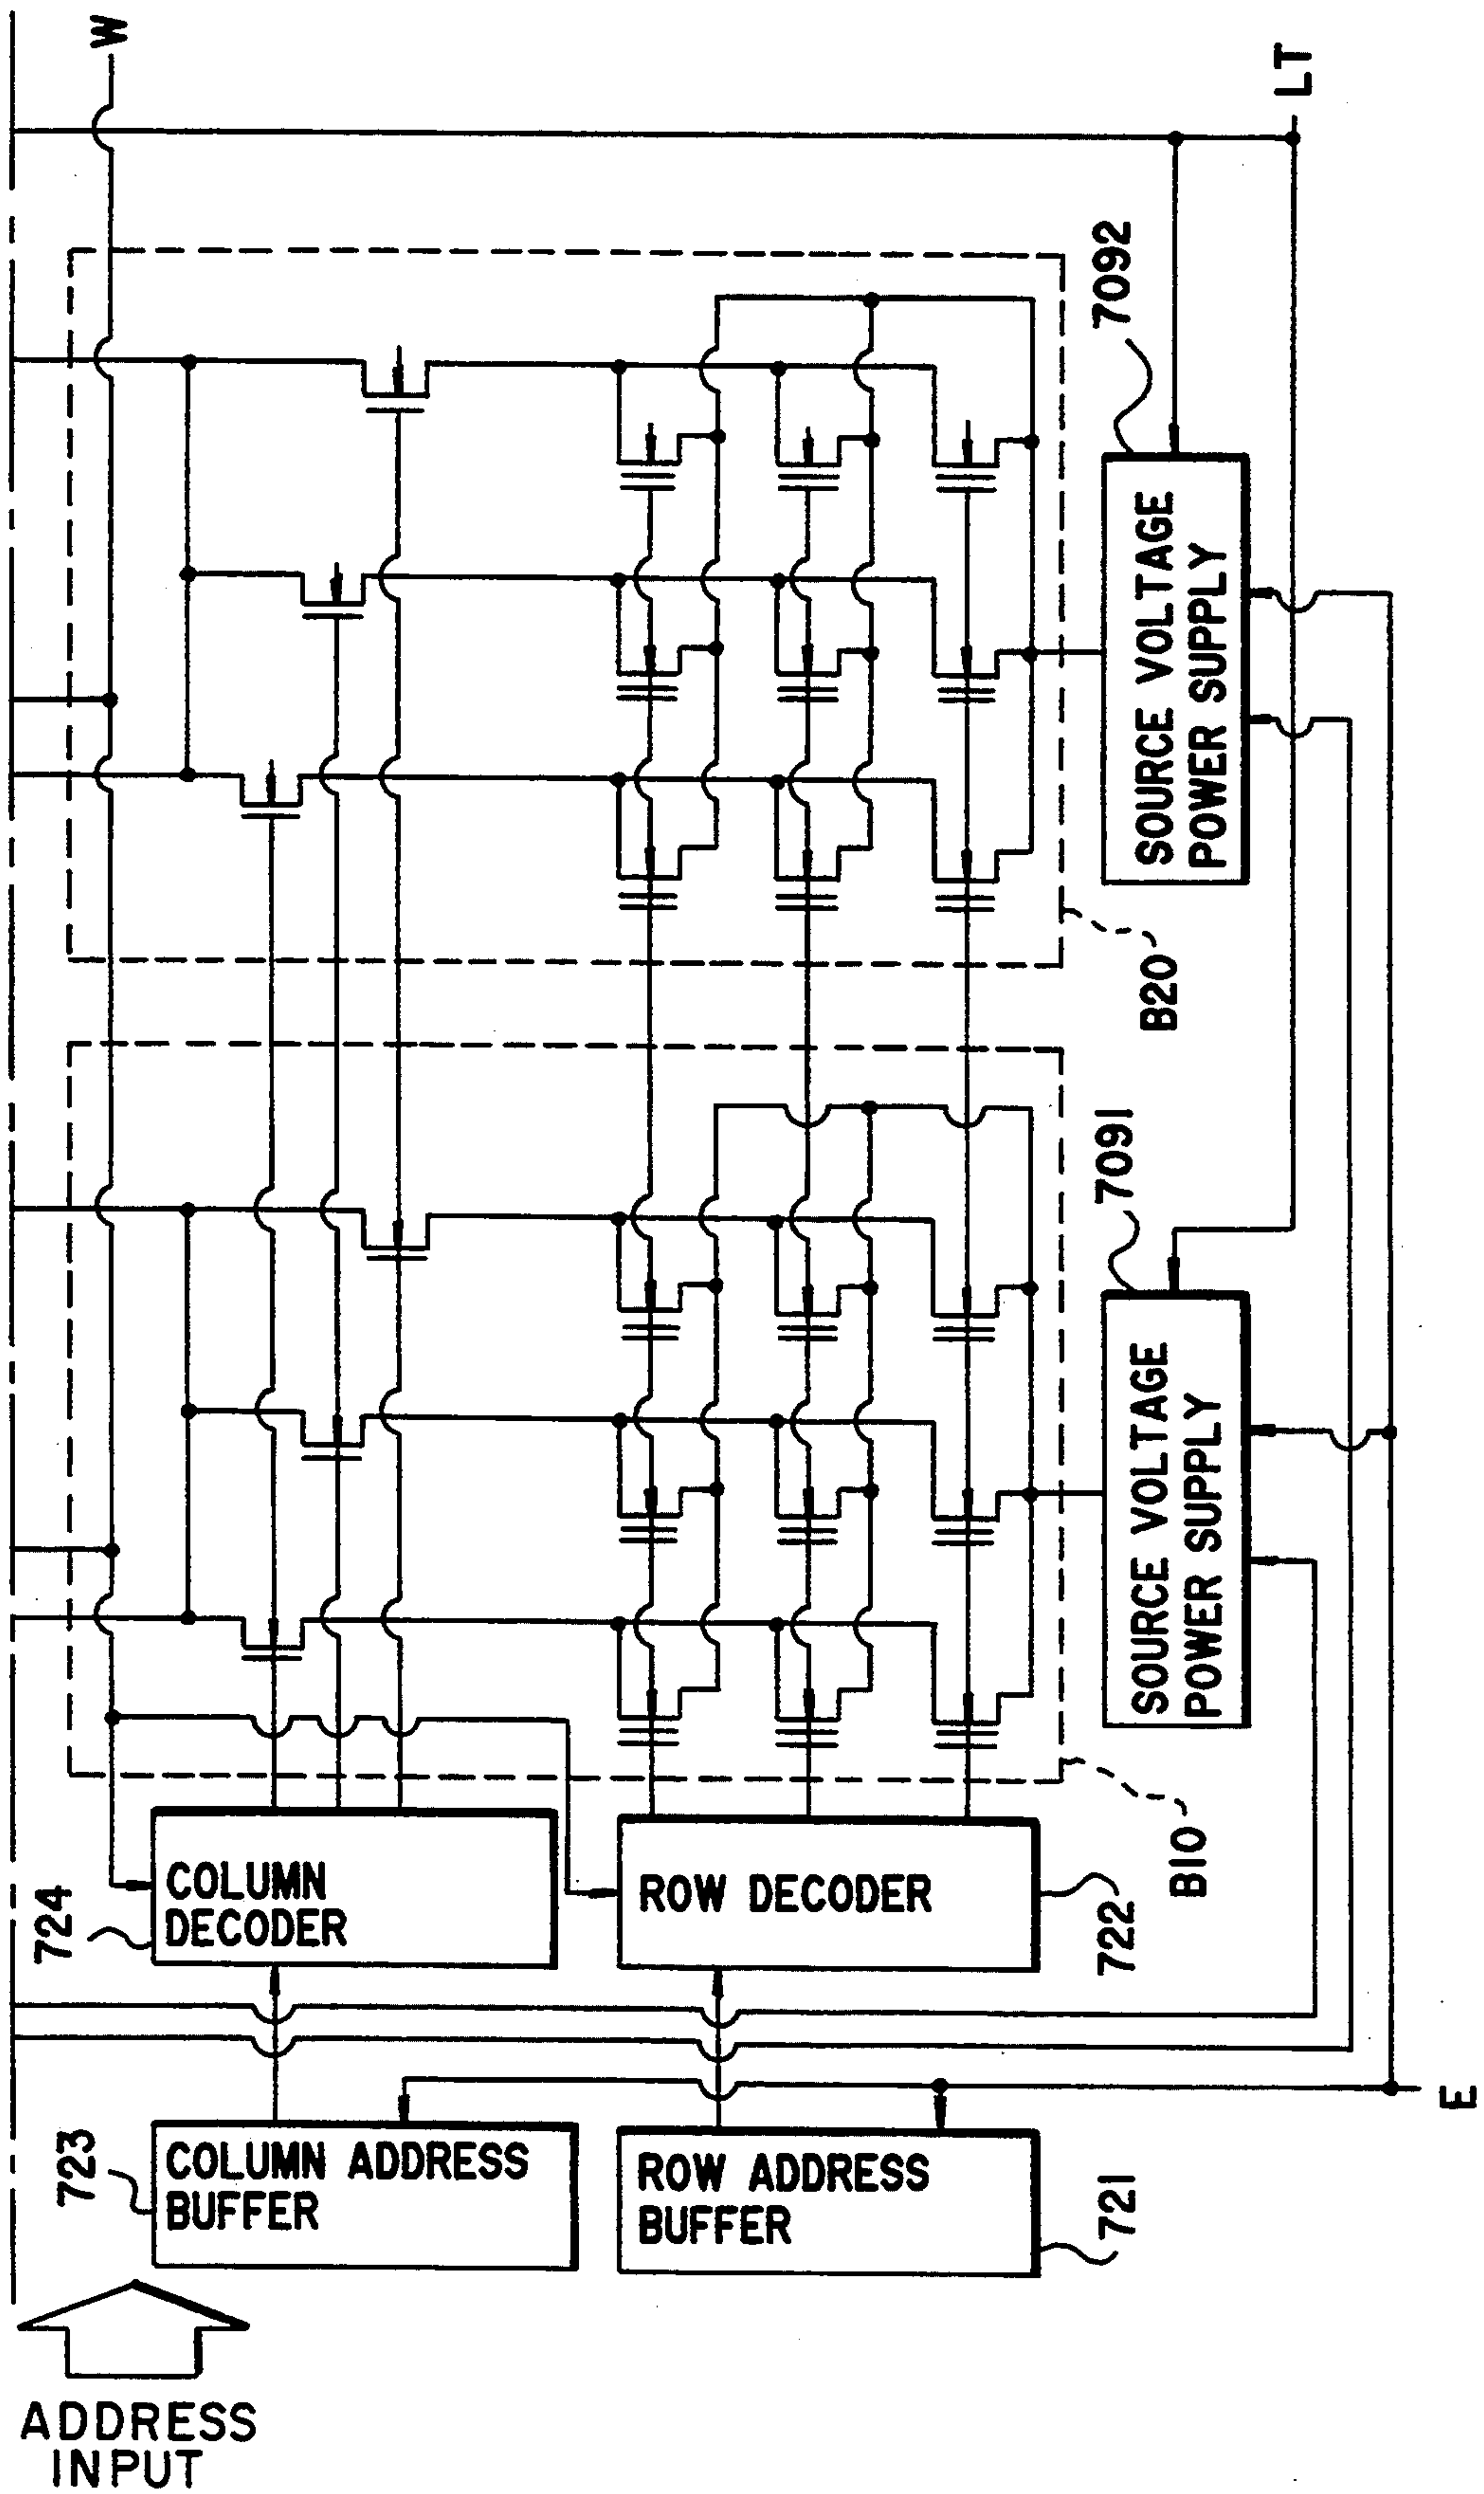 W
LT
7092
SOURCE VOLTAGE
POWER SUPPLY
B20
7091
SOURCE VOLTAGE
POWER SUPPLY
B10
724
COLUMN
DECODER
ROW DECODER
722
723
COLUMN ADDRESS
BUFFER
ROW ADDRESS
BUFFER
721
E
ADDRESS
INPUT